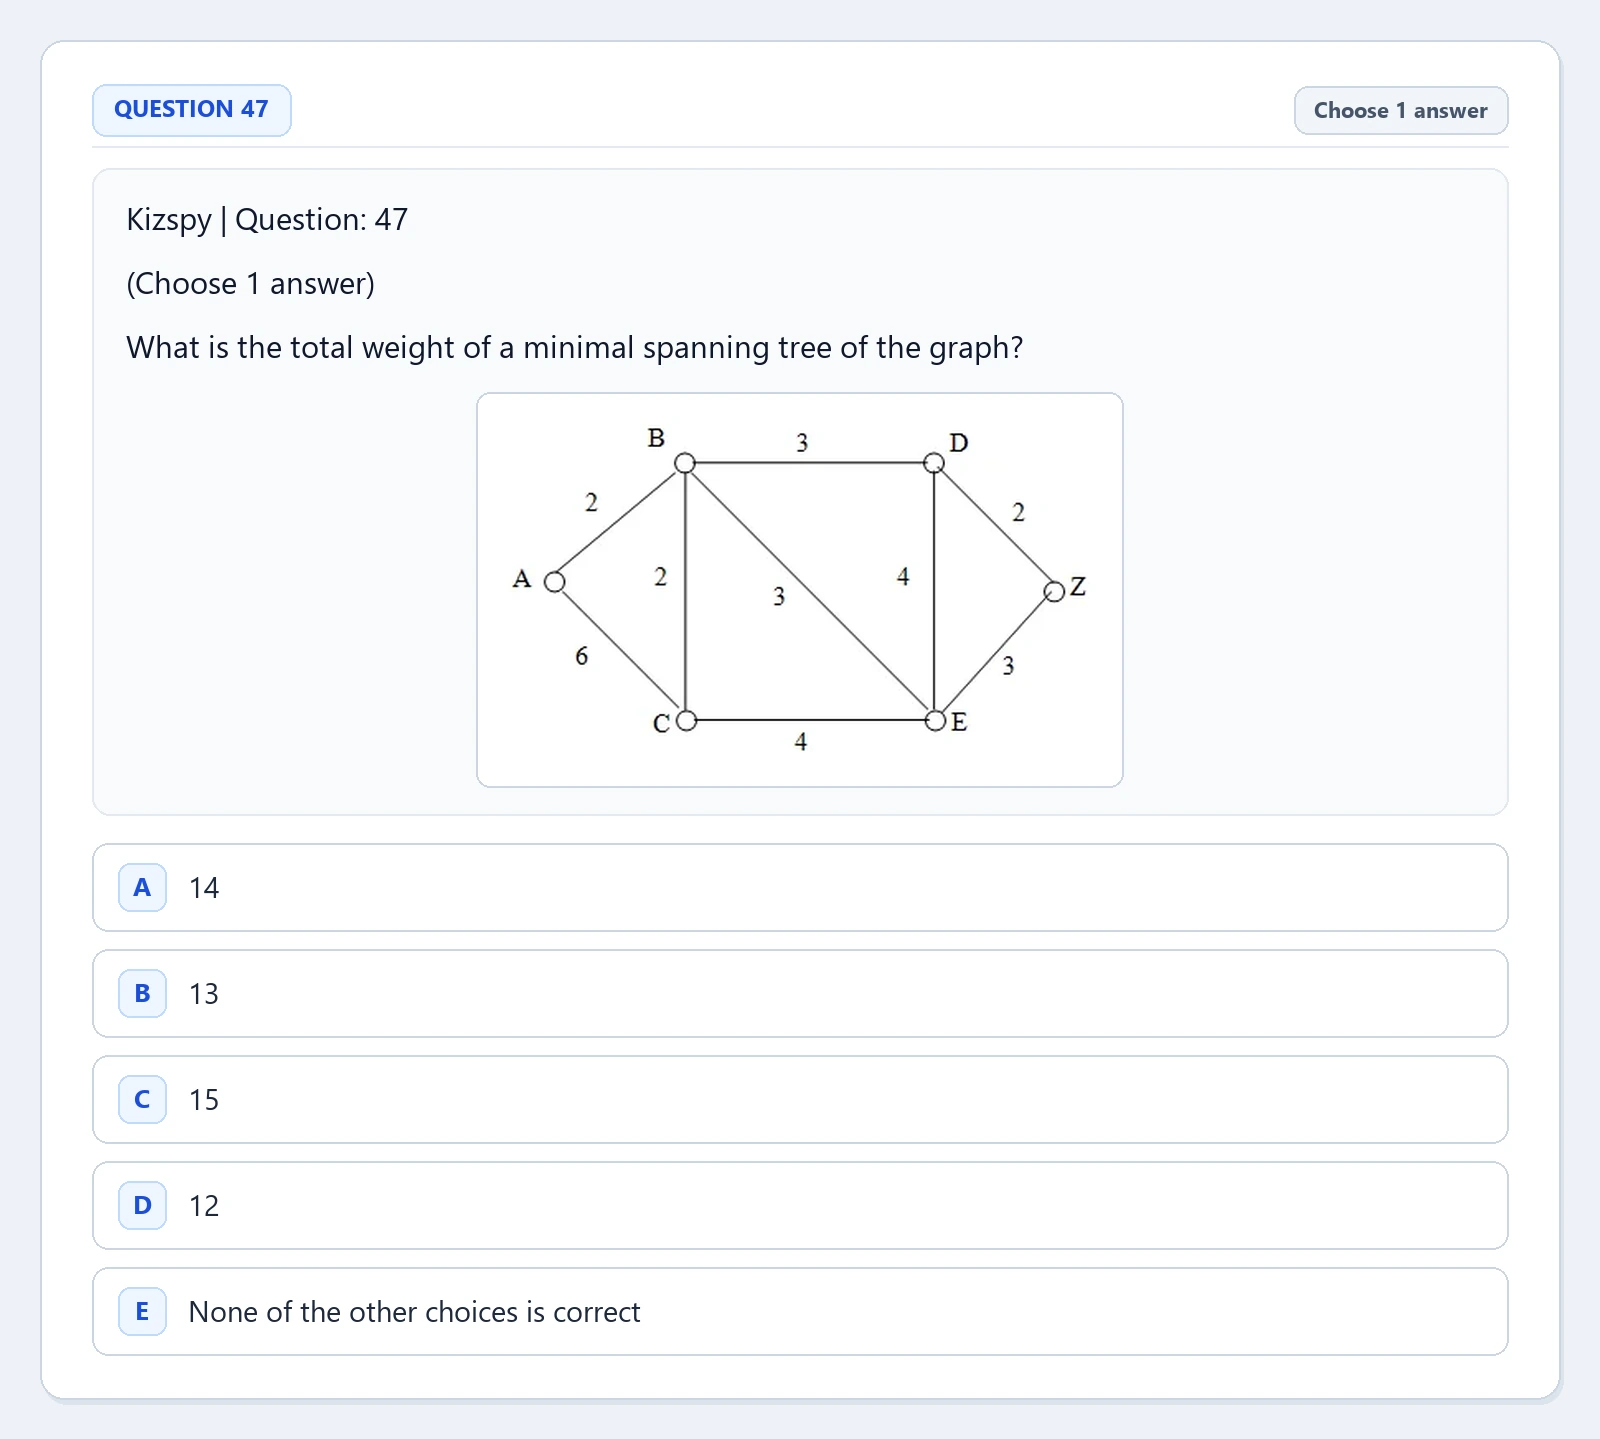 QUESTION 47
Choose 1 answer
Kizspy | Question: 47
(Choose 1 answer)
What is the total weight of a minimal spanning tree of the graph?
B
3
D
2
2
A
2
3
4
Z
6
3
C
E
4
A 14
B 13
C 15
D 12
E None of the other choices is correct